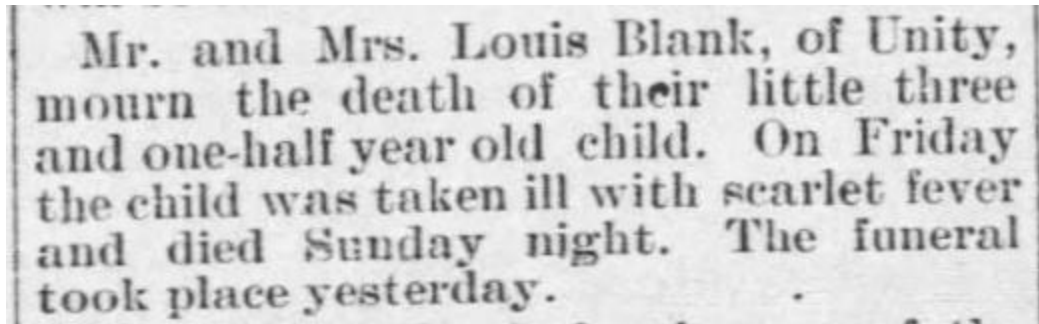 Mr. and Mrs. Louis Blank, of Unity,
mourn the death of their little three
and one-half year old child. On Friday
the child was taken ill with scarlet fever
and died Sunday night. The funeral
took place yesterday.
of the